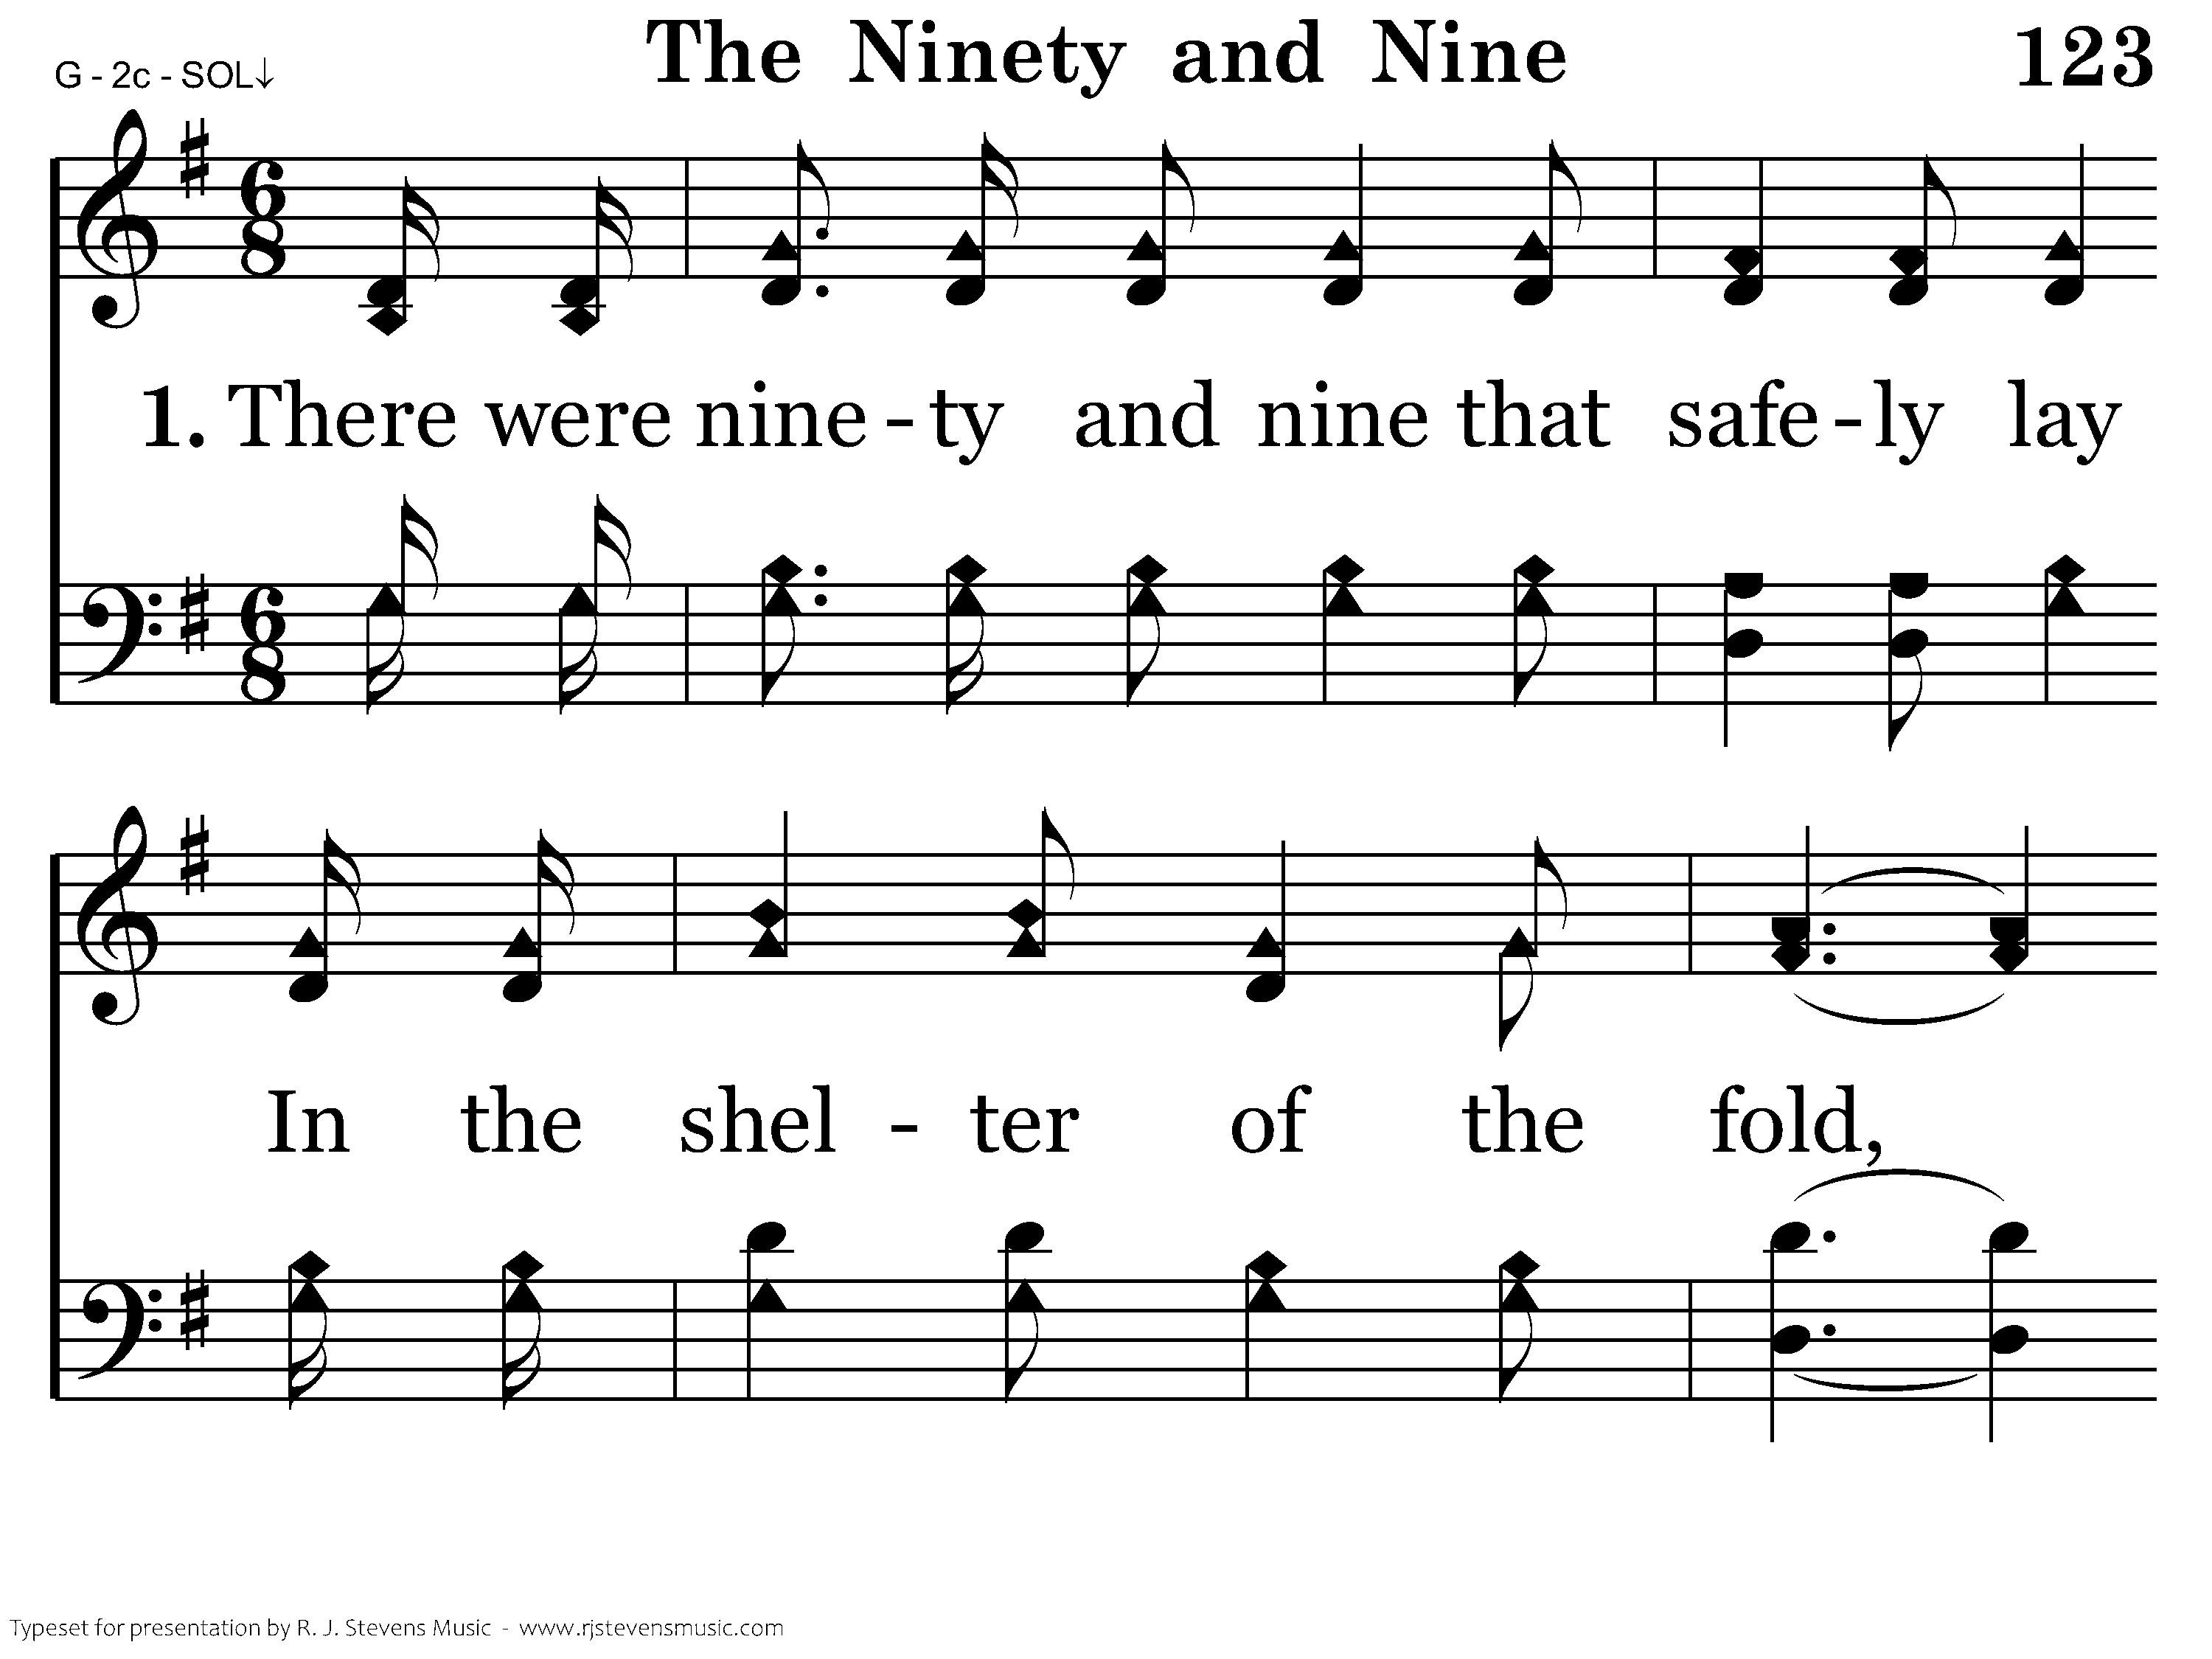 The Ninety and Nine
123
G - 2c - SOL↓
1. There were nine - ty and nine that safe - ly lay
In the shel - ter of the fold,
Typeset for presentation by R. J. Stevens Music - www.rjstevensmusic.com